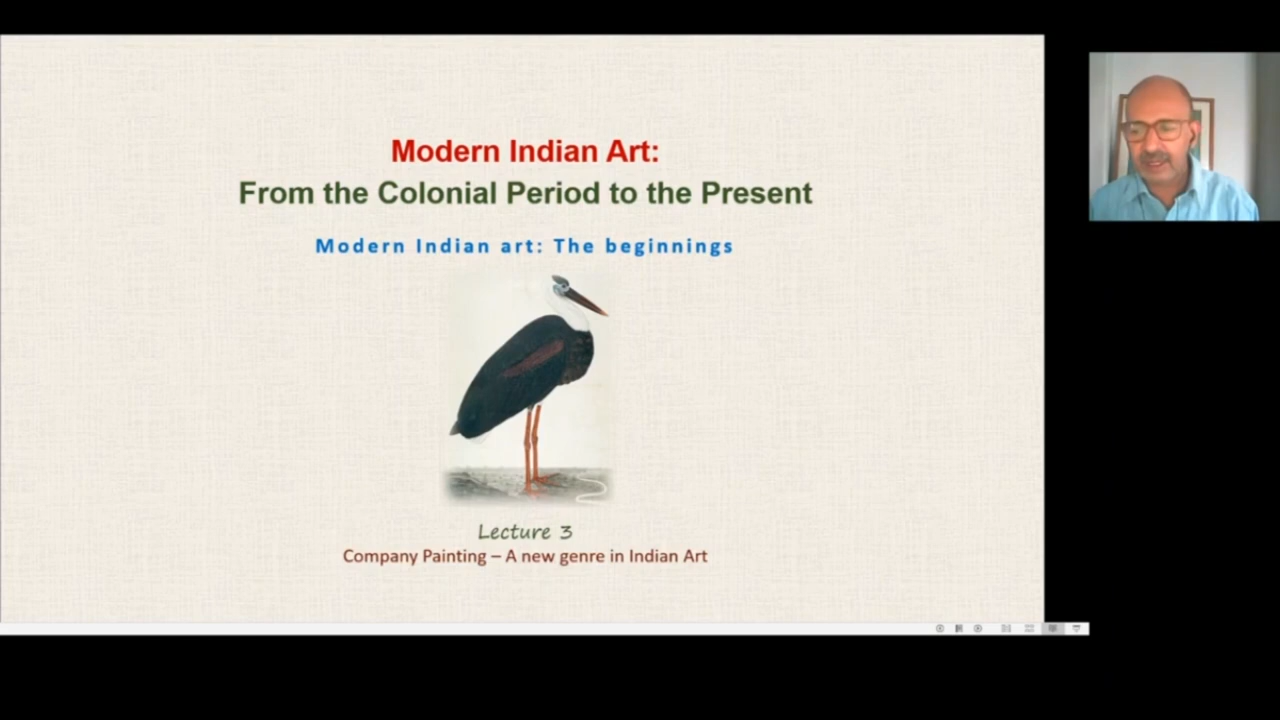 Modern Indian Art:
From the Colonial Period to the Present
Modern Indian art: The beginnings
Lecture 3
Company Painting – A new genre in Indian Art